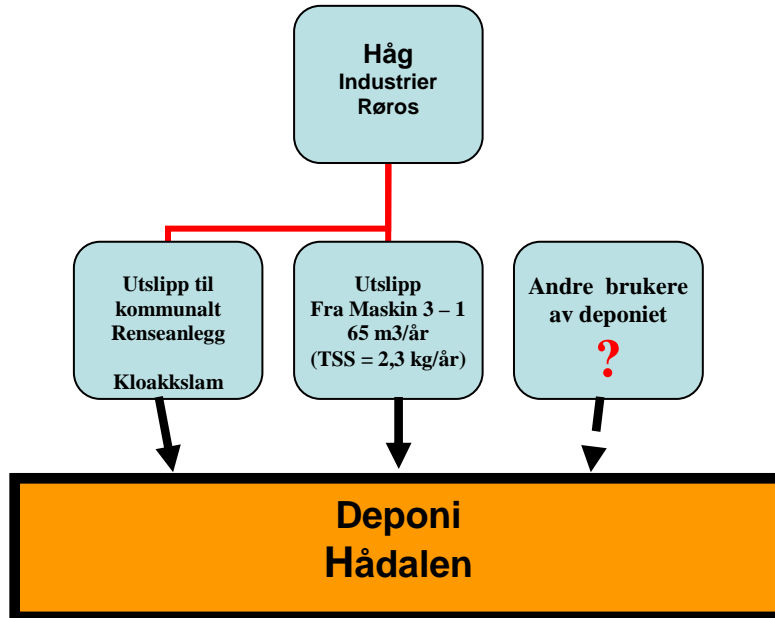 Håg
Industrier
Røros
Utslipp til
kommunalt
Renseanlegg
Kloakkslam
Utslipp
Fra Maskin 3 – 1
65 m3/år
(TSS = 2,3 kg/år)
Andre brukere
av deponiet
?
Deponi
Hådalen